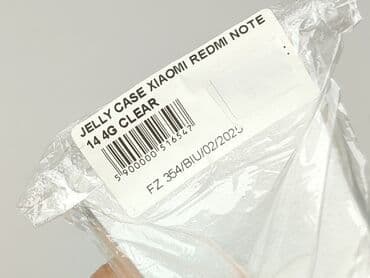 JELLY CASE XIAOMI REDMI NOTE
14 4G CLEAR
5 900000 516547
FZ 354/BIU/02/2025